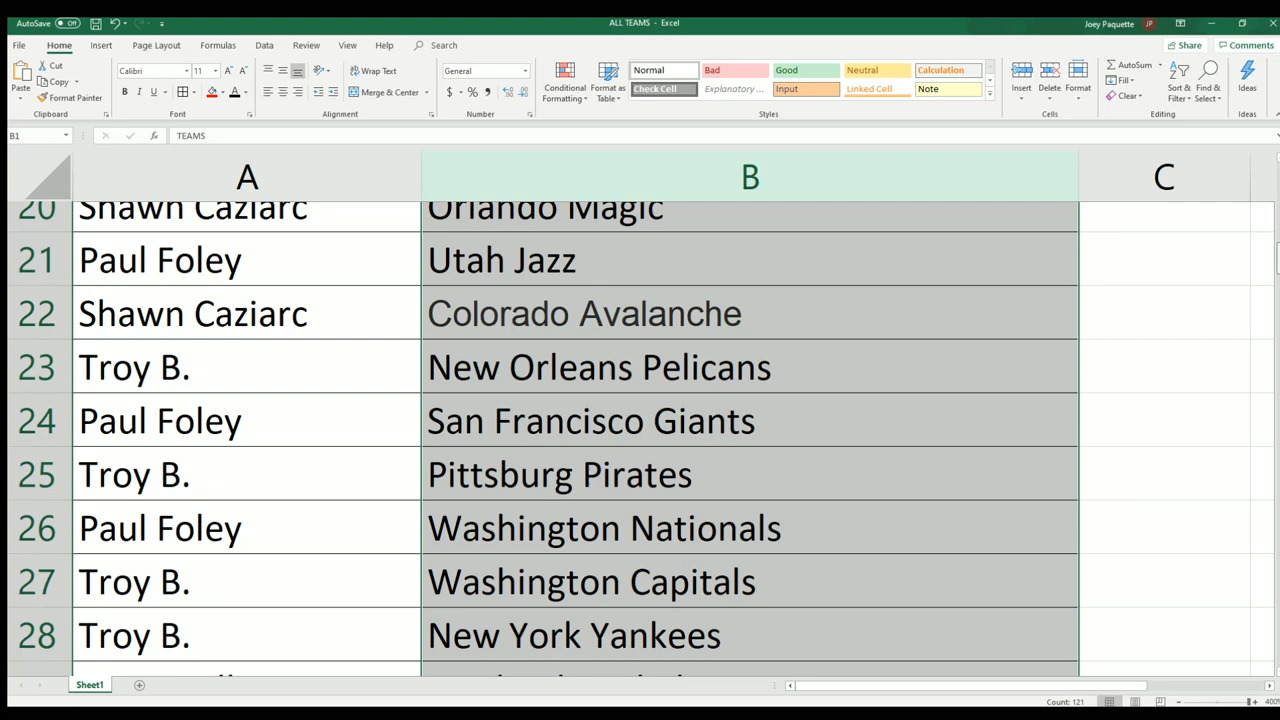 AutoSave Off
ALL TEAMS - Excel
Joey Paquette JP
File Home Insert Page Layout Formulas Data Review View Help Search
Share Comments
Paste
Cut
Copy
Format Painter
Clipboard
Calibri 11
B I U
Font
Wrap Text
Merge & Center
Alignment
General
$ % ,
Number
Conditional Formatting
Format as Table
Normal Bad Good Neutral Calculation
Check Cell Explanatory ... Input Linked Cell Note
Styles
Insert Delete Format
Cells
AutoSum
Fill
Clear
Sort & Filter
Find & Select
Editing
Ideas
Ideas
B1 fx TEAMS
A B C
20 Shawn Caziarc Orlando Magic
21 Paul Foley Utah Jazz
22 Shawn Caziarc Colorado Avalanche
23 Troy B. New Orleans Pelicans
24 Paul Foley San Francisco Giants
25 Troy B. Pittsburg Pirates
26 Paul Foley Washington Nationals
27 Troy B. Washington Capitals
28 Troy B. New York Yankees
Sheet1
Count: 121 400%